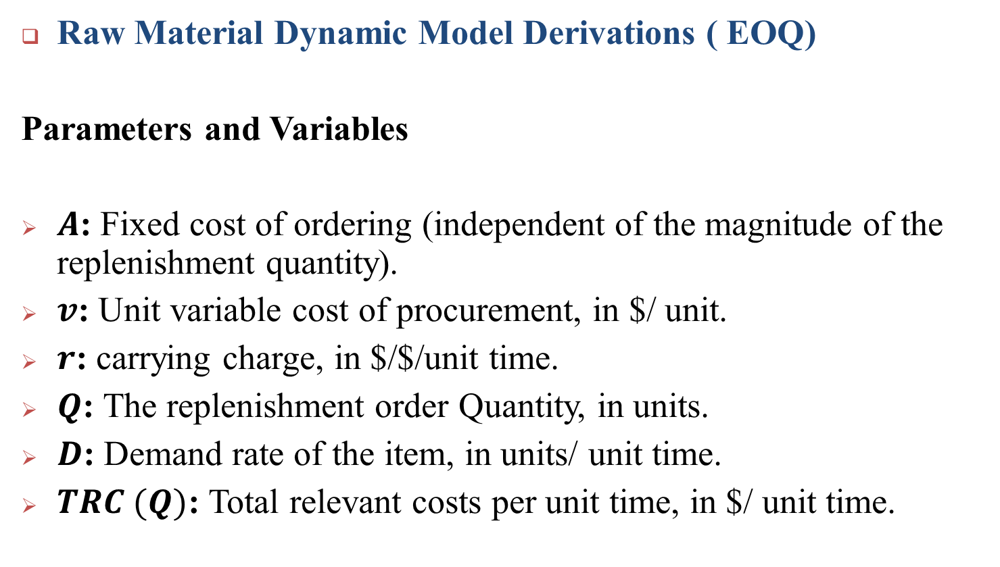 Raw Material Dynamic Model Derivations ( EOQ)
Parameters and Variables
A: Fixed cost of ordering (independent of the magnitude of the
replenishment quantity).
v: Unit variable cost of procurement, in $/ unit.
r: carrying charge, in $/$/unit time.
Q: The replenishment order Quantity, in units.
D: Demand rate of the item, in units/ unit time.
TRC (Q): Total relevant costs per unit time, in $/ unit time.